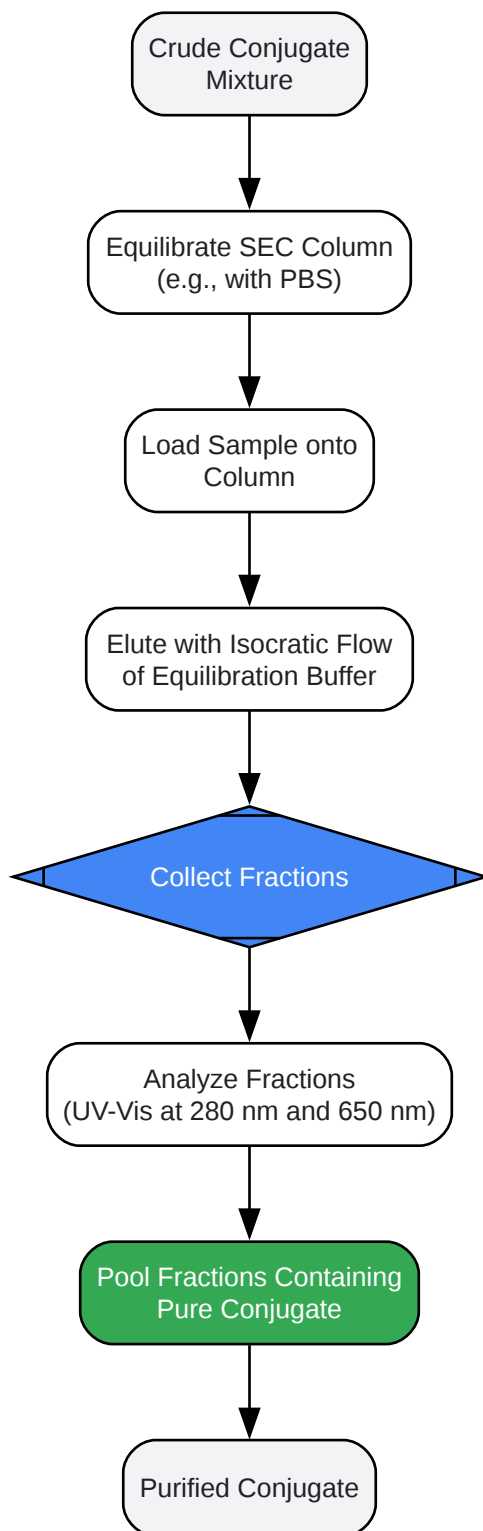 Crude Conjugate
Mixture
Equilibrate SEC Column
(e.g., with PBS)
Load Sample onto
Column
Elute with Isocratic Flow
of Equilibration Buffer
Collect Fractions
Analyze Fractions
(UV-Vis at 280 nm and 650 nm)
Pool Fractions Containing
Pure Conjugate
Purified Conjugate